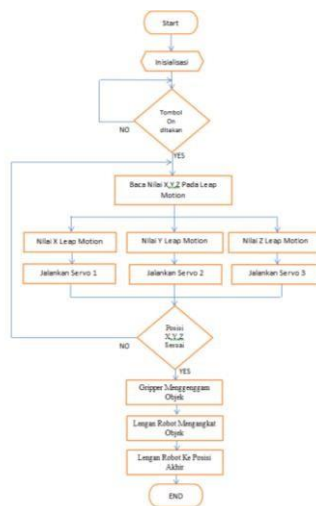 Start
Inisialisasi
Tombol
On
ditekan
NO
YES
Baca Nilai X,Y,Z Pada Leap
Motion
Nilai X Leap Motion
Nilai Y Leap Motion
Nilai Z Leap Motion
Jalankan Servo 1
Jalankan Servo 2
Jalankan Servo 3
Posisi
X,Y,Z
Sesuai
NO
YES
Gripper Menggenggam
Objek
Lengan Robot Mengangkat
Objek
Lengan Robot Ke Posisi
Akhir
END